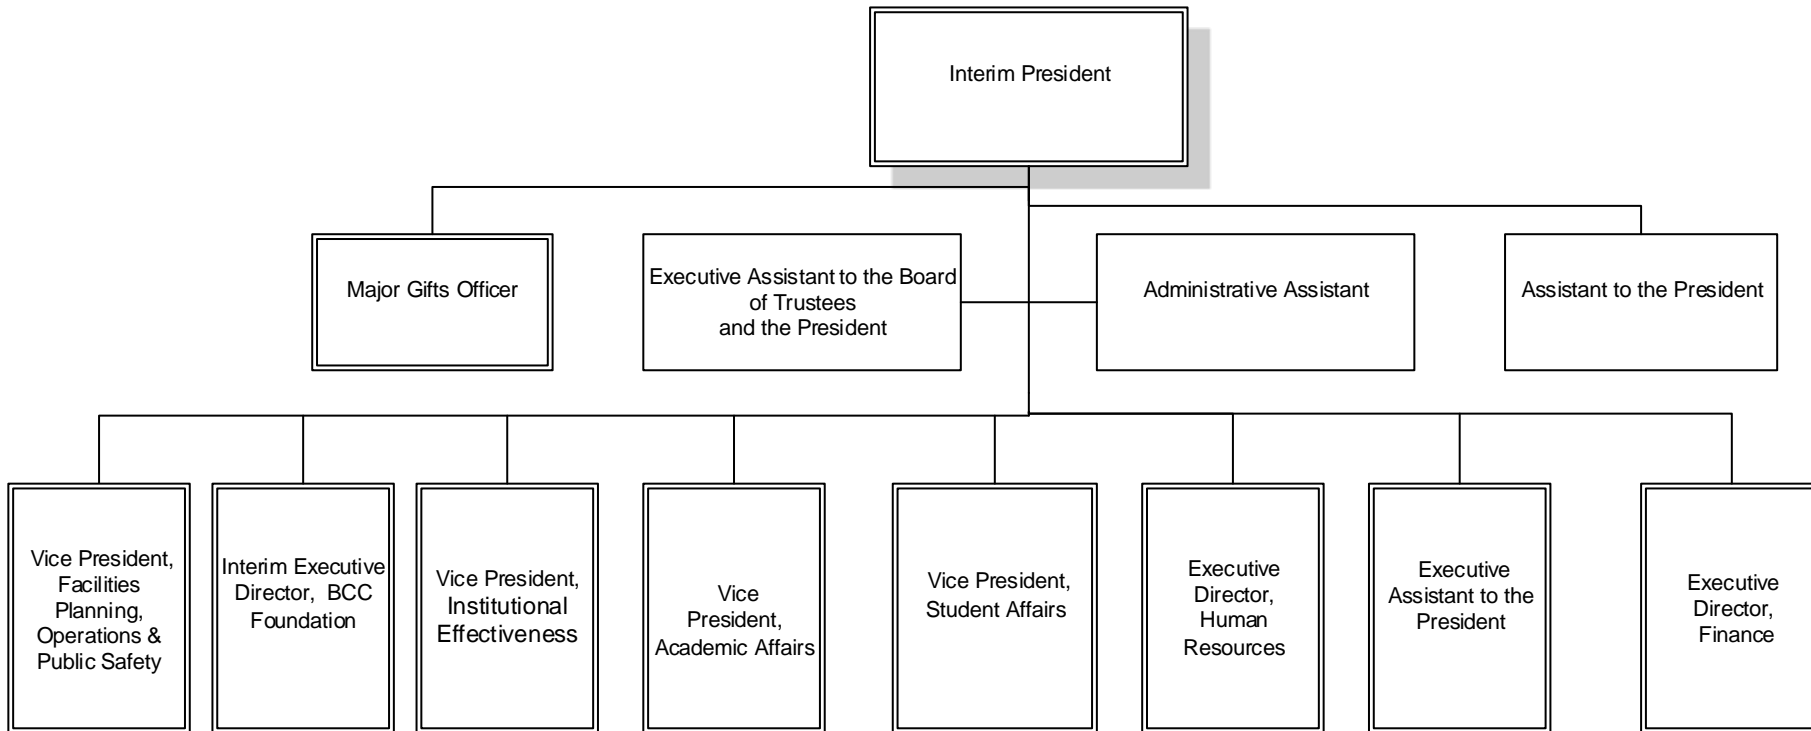 Interim President
Major Gifts Officer
Executive Assistant to the Board
of Trustees
and the President
Administrative Assistant
Assistant to the President
Vice President,
Facilities
Planning,
Operations &
Public Safety
Interim Executive
Director, BCC
Foundation
Vice President,
Institutional
Effectiveness
Vice
President,
Academic Affairs
Vice President,
Student Affairs
Executive
Director,
Human
Resources
Executive
Assistant to the
President
Executive
Director,
Finance